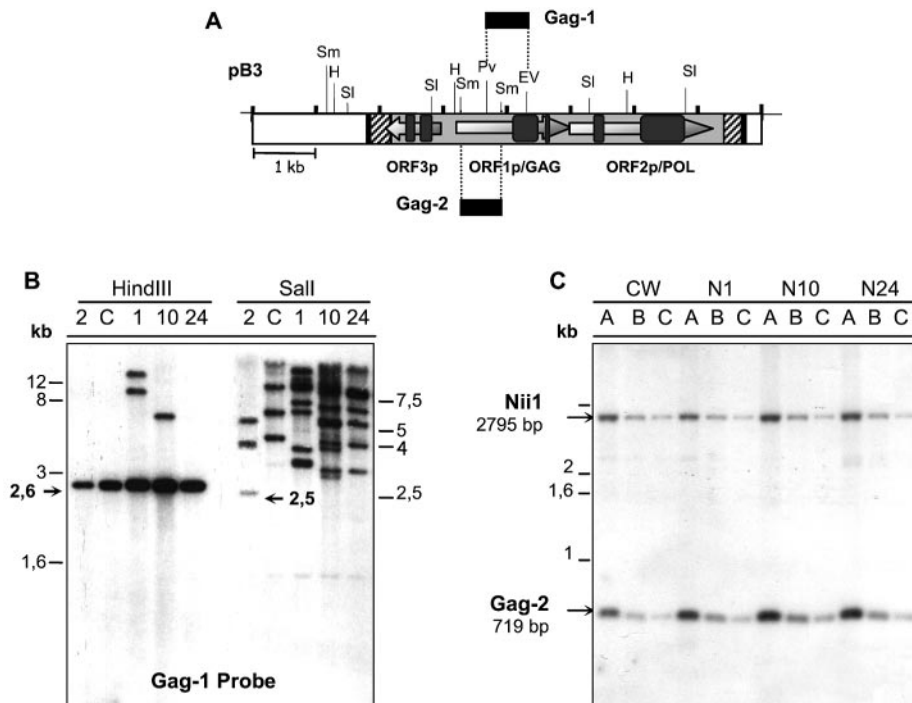 A
Gag-1
pB3
Sm
H
Sl
Sl
H
Sm
Pv
Sm
EV
Sl
H
Sl
1 kb
ORF3p
ORF1p/GAG
ORF2p/POL
Gag-2
B
HindIII
SalI
kb
2 C 1 10 24
2 C 1 10 24
12
8
3
2,6
1,6
7,5
5
4
2,5
2,5
Gag-1 Probe
C
CW N1 N10 N24
kb
A B C A B C A B C A B C
Nii1
2795 bp
2
1,6
1
Gag-2
719 bp